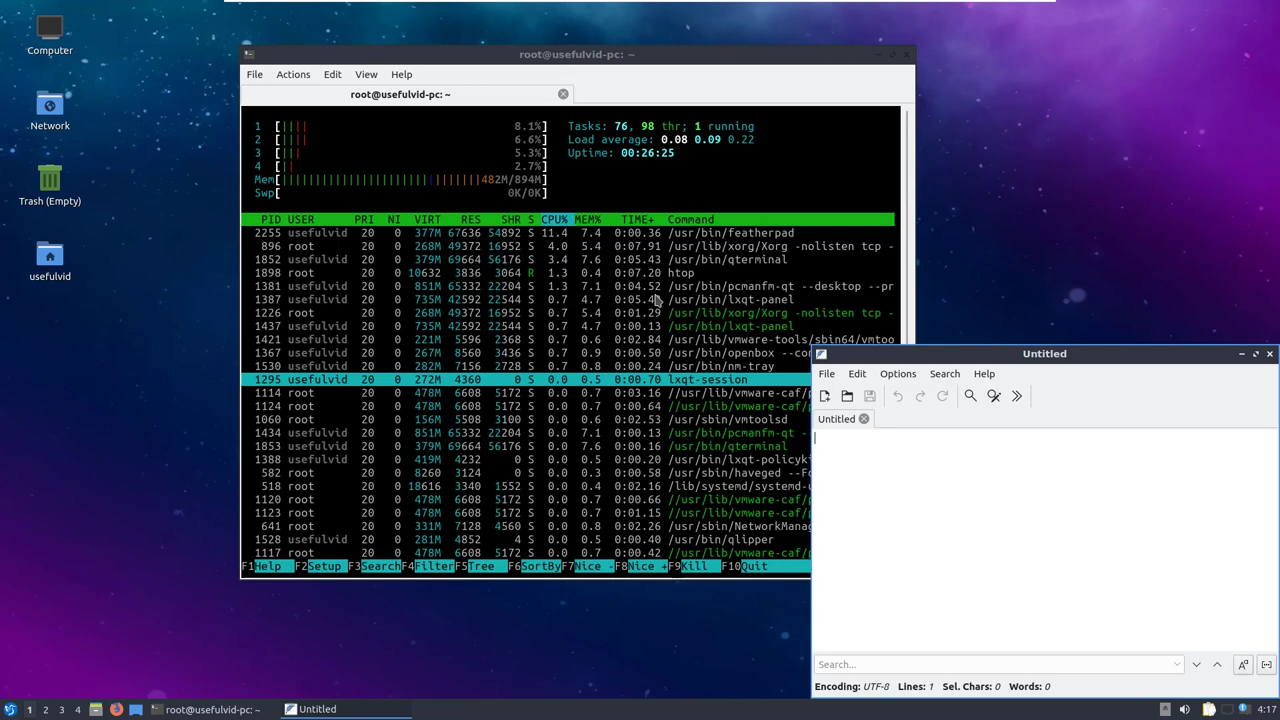 Computer
Network
Trash (Empty)
usefulvid
root@usefulvid-pc: ~
File Actions Edit View Help
root@usefulvid-pc: ~
1 [|||| 8.1%] Tasks: 76, 98 thr; 1 running
2 [|||| 6.6%] Load average: 0.08 0.09 0.22
3 [||| 5.3%] Uptime: 00:26:25
4 [|| 2.7%]
Mem[||||||||||||||||||||||||||||||482M/894M]
Swp[ 0K/0K]
PID USER PRI NI VIRT RES SHR S CPU% MEM% TIME+ Command
2255 usefulvid 20 0 377M 67636 54892 S 11.4 7.4 0:00.36 /usr/bin/featherpad
896 root 20 0 268M 49372 16952 S 4.0 5.4 0:07.91 /usr/lib/xorg/Xorg -nolisten tcp -
1852 usefulvid 20 0 379M 69664 56176 S 3.4 7.6 0:05.43 /usr/bin/qterminal
1898 root 20 0 10632 3836 3064 R 1.3 0.4 0:07.20 htop
1381 usefulvid 20 0 851M 65332 22204 S 1.3 7.1 0:04.52 /usr/bin/pcmanfm-qt --desktop --pr
1387 usefulvid 20 0 735M 42592 22544 S 0.7 4.7 /usr/bin/lxqt-panel
1226 root 20 0 268M 49372 16952 S 0.7 5.4 0:01.29 /usr/lib/xorg/Xorg -nolisten tcp -
1437 usefulvid 20 0 735M 42592 22544 S 0.7 4.7 0:00.13 /usr/bin/lxqt-panel
1421 usefulvid 20 0 221M 5596 2368 S 0.7 0.6 0:02.84 /usr/lib/vmware-tools/sbin64/vmtoo
1367 usefulvid 20 0 267M 8560 3436 S 0.7 0.9 0:00.50 /usr/bin/openbox --con
1530 usefulvid 20 0 282M 7156 2728 S 0.7 0.8 0:00.24 nm-tray
1295 usefulvid 20 0 272M 4360 0 S 0.0 0.5 0:00.70 lxqt-session
1114 root 20 0 478M 6608 5172 S 0.0 0.7 0:03.16 //usr/lib/vmware-caf/p
1124 root 20 0 478M 6608 5172 S 0.0 0.7 0:00.64 //usr/lib/vmware-caf/p
1060 root 20 0 156M 5508 3100 S 0.0 0.6 0:02.53 /usr/sbin/vmtoolsd
1434 usefulvid 20 0 851M 65332 22204 S 0.0 7.1 0:00.13 /usr/bin/pcmanfm-qt --
1853 usefulvid 20 0 379M 69664 56176 S 0.0 7.6 0:00.16 /usr/bin/qterminal
1388 usefulvid 20 0 419M 4232 0 S 0.0 0.5 0:00.20 /usr/bin/lxqt-policyki
582 root 20 0 8260 3124 0 S 0.0 0.3 0:00.58 /usr/sbin/haveged --Fo
518 root 20 0 18616 3340 1552 S 0.0 0.4 0:02.16 /lib/systemd/systemd-u
1120 root 20 0 478M 6608 5172 S 0.0 0.7 0:00.66 //usr/lib/vmware-caf/p
1123 root 20 0 478M 6608 5172 S 0.0 0.7 0:01.15 //usr/lib/vmware-caf/p
641 root 20 0 331M 7128 4560 S 0.0 0.8 0:02.26 /usr/sbin/NetworkManag
1528 usefulvid 20 0 281M 4852 4 S 0.0 0.5 0:00.39 /usr/bin/qlipper
1117 root 20 0 478M 6608 5172 S 0.0 0.7 0:00.42 //usr/lib/vmware-caf/p
F1Help F2Setup F3SearchF4FilterF5Tree F6SortByF7Nice -F8Nice +F9Kill F10Quit
Untitled
File Edit Options Search Help
Untitled
Search...
Encoding: UTF-8 Lines: 1 Sel. Chars: 0 Words: 0
1 2 3 4 root@usefulvid-pc: ~ Untitled 4:17